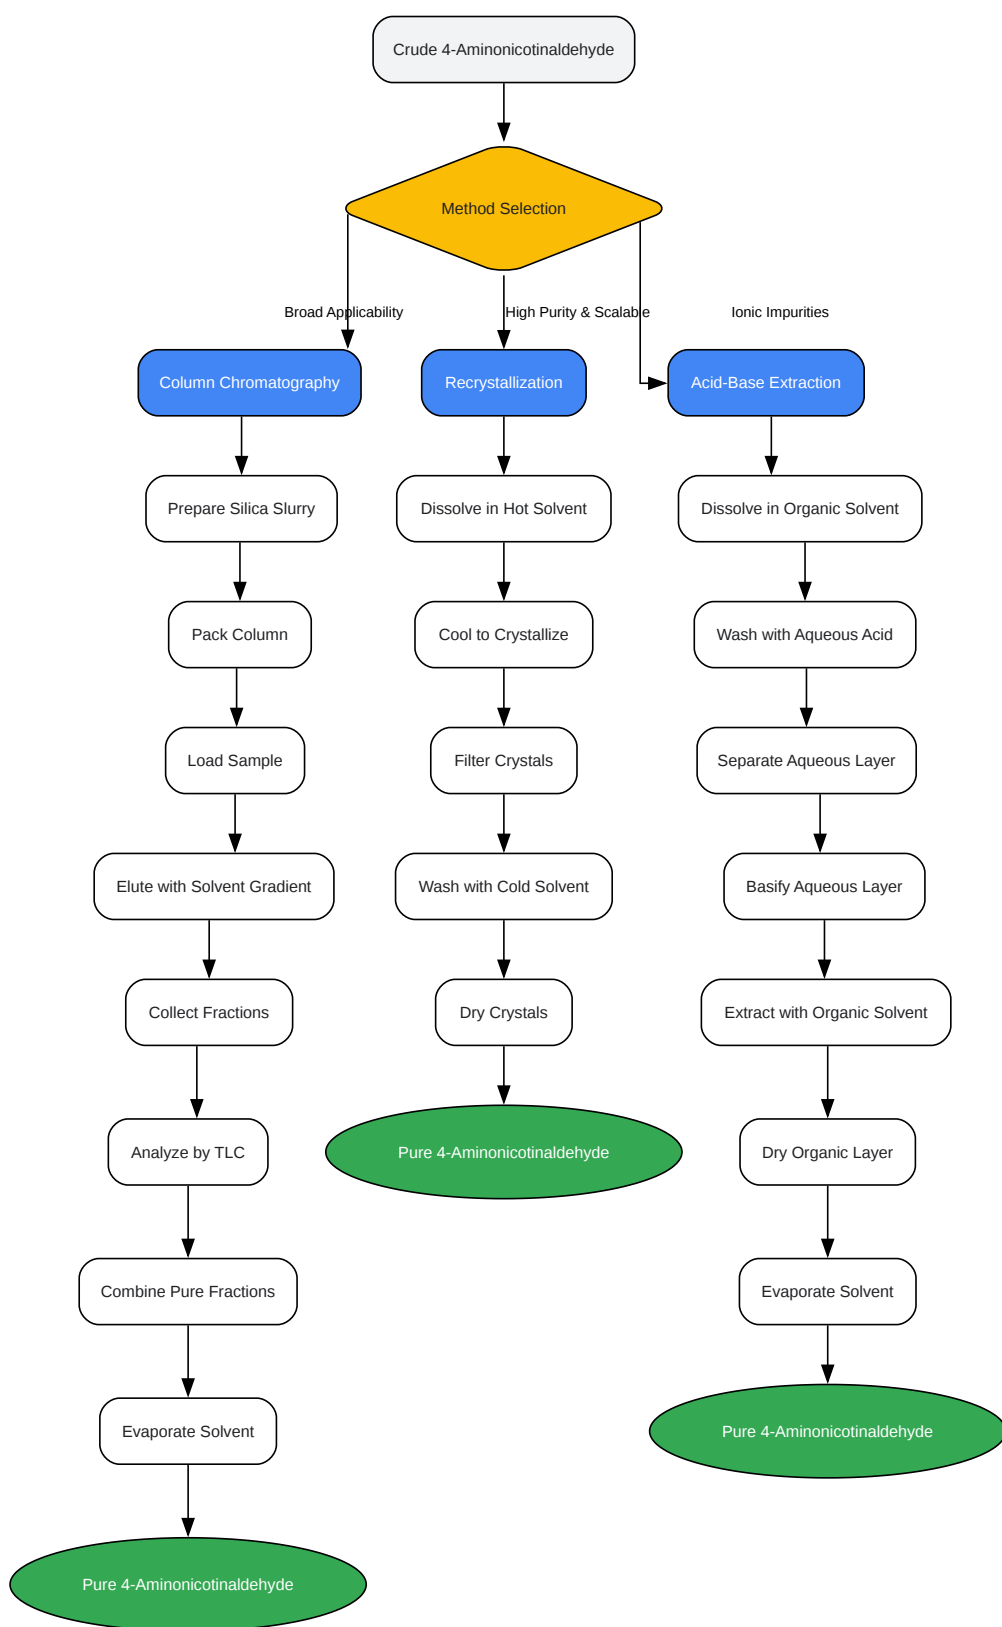 Crude 4-Aminonicotinaldehyde
Method Selection
Broad Applicability
High Purity & Scalable
Ionic Impurities
Column Chromatography
Recrystallization
Acid-Base Extraction
Prepare Silica Slurry
Dissolve in Hot Solvent
Dissolve in Organic Solvent
Pack Column
Cool to Crystallize
Wash with Aqueous Acid
Load Sample
Filter Crystals
Separate Aqueous Layer
Elute with Solvent Gradient
Wash with Cold Solvent
Basify Aqueous Layer
Collect Fractions
Dry Crystals
Extract with Organic Solvent
Analyze by TLC
Pure 4-Aminonicotinaldehyde
Dry Organic Layer
Combine Pure Fractions
Evaporate Solvent
Evaporate Solvent
Pure 4-Aminonicotinaldehyde
Pure 4-Aminonicotinaldehyde